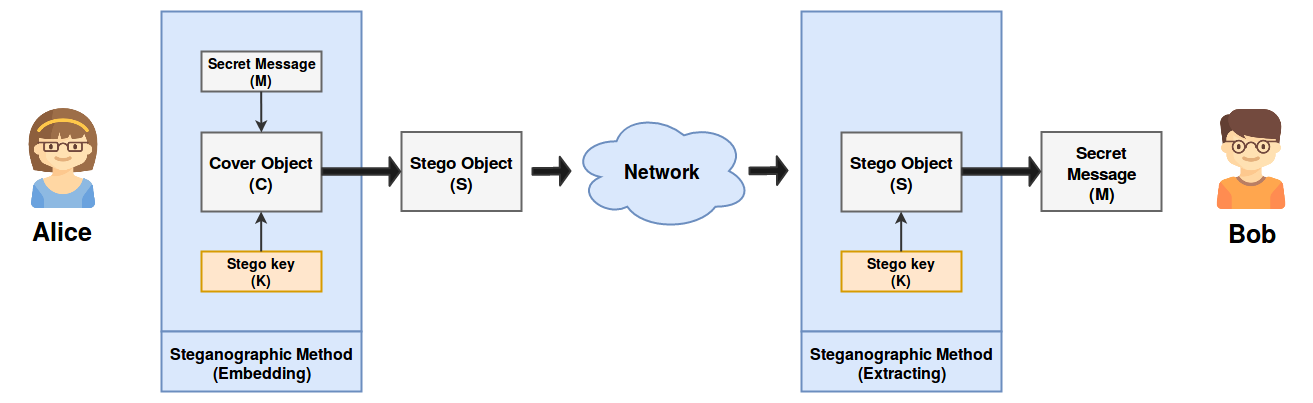 Alice
Secret Message
(M)
Cover Object
(C)
Stego key
(K)
Steganographic Method
(Embedding)
Stego Object
(S)
Network
Stego Object
(S)
Stego key
(K)
Steganographic Method
(Extracting)
Secret
Message
(M)
Bob